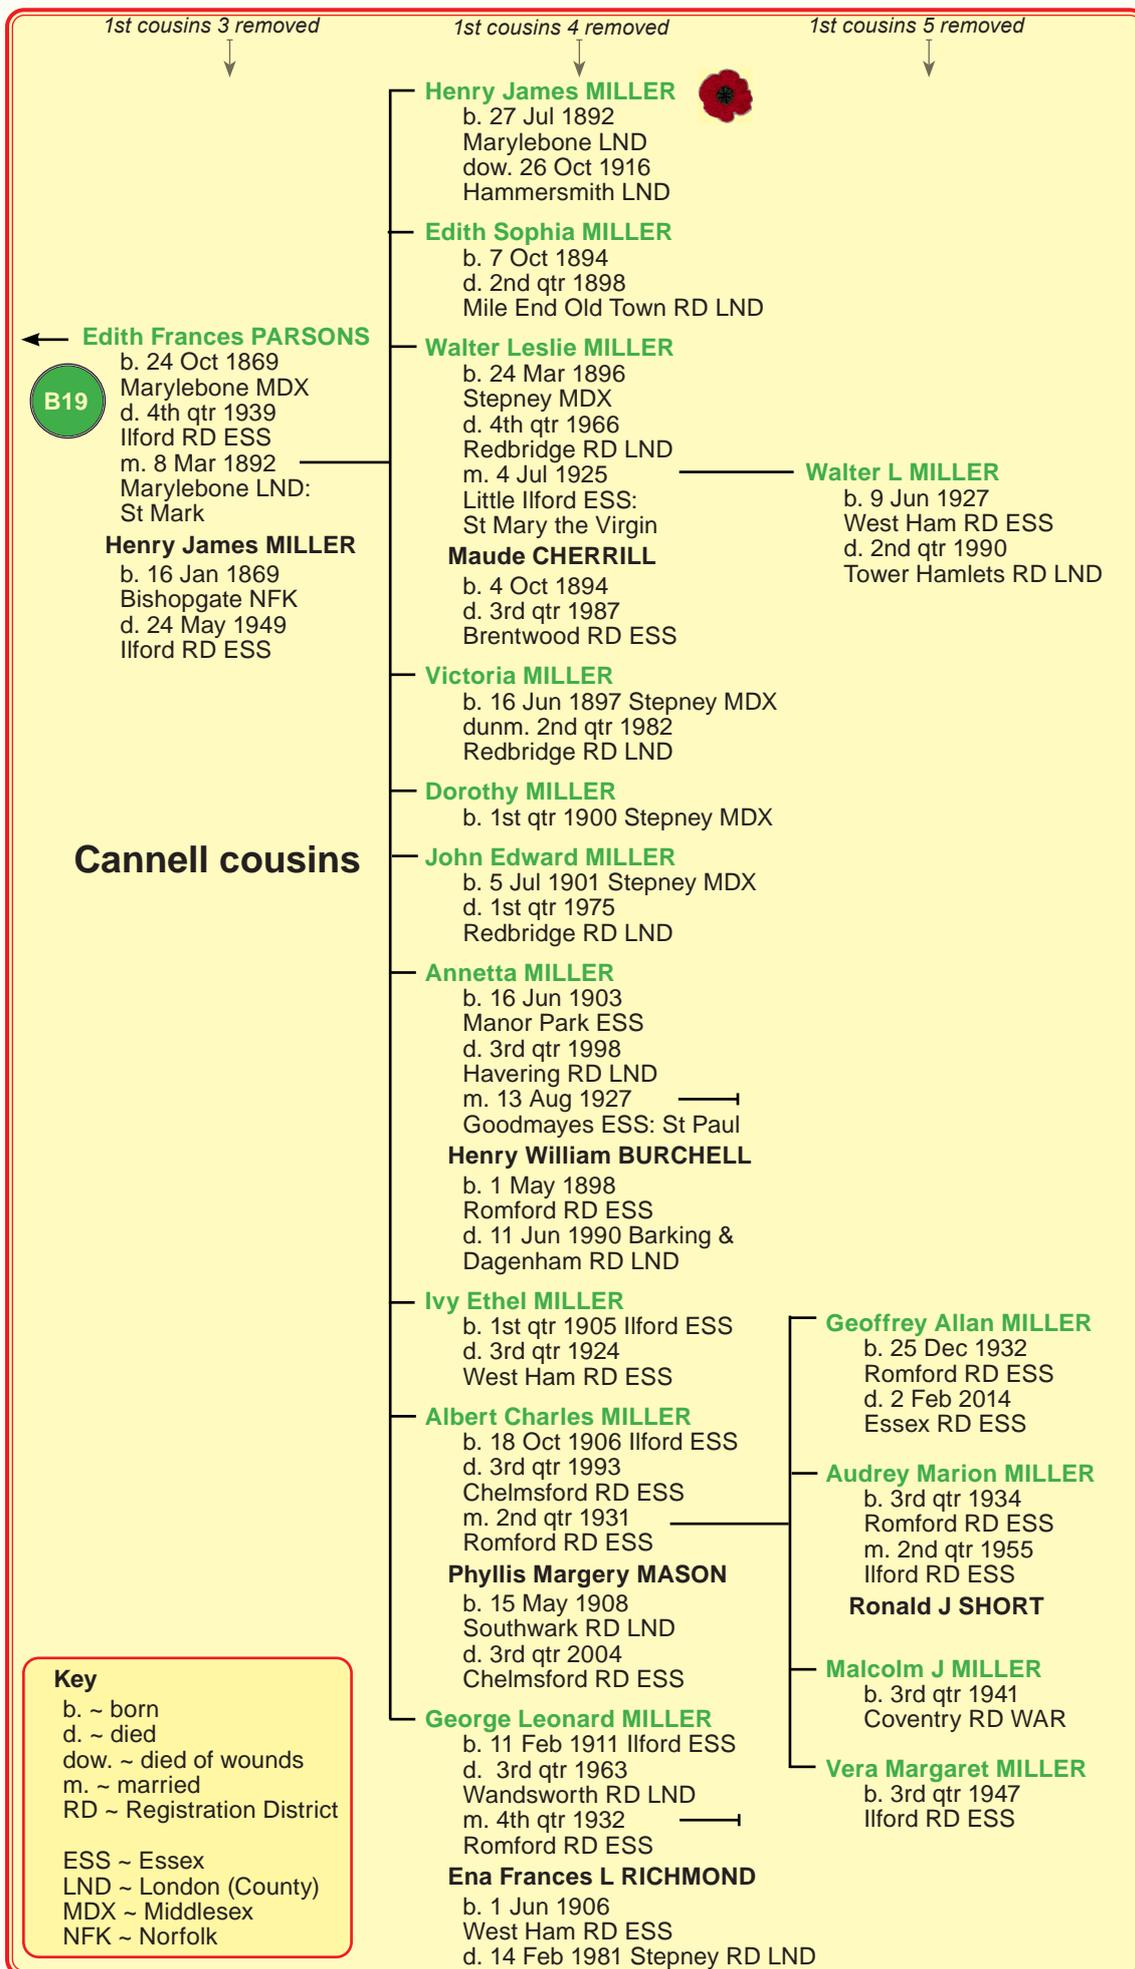 1st cousins 3 removed
1st cousins 4 removed
1st cousins 5 removed
Edith Frances PARSONS
B19
b. 24 Oct 1869
Marylebone MDX
d. 4th qtr 1939
Ilford RD ESS
m. 8 Mar 1892
Marylebone LND:
St Mark
Henry James MILLER
b. 16 Jan 1869
Bishopgate NFK
d. 24 May 1949
Ilford RD ESS
Cannell cousins
Henry James MILLER
b. 27 Jul 1892
Marylebone LND
dow. 26 Oct 1916
Hammersmith LND
Edith Sophia MILLER
b. 7 Oct 1894
d. 2nd qtr 1898
Mile End Old Town RD LND
Walter Leslie MILLER
b. 24 Mar 1896
Stepney MDX
d. 4th qtr 1966
Redbridge RD LND
m. 4 Jul 1925
Little Ilford ESS:
St Mary the Virgin
Maude CHERRILL
b. 4 Oct 1894
d. 3rd qtr 1987
Brentwood RD ESS
Victoria MILLER
b. 16 Jun 1897 Stepney MDX
dunm. 2nd qtr 1982
Redbridge RD LND
Dorothy MILLER
b. 1st qtr 1900 Stepney MDX
John Edward MILLER
b. 5 Jul 1901 Stepney MDX
d. 1st qtr 1975
Redbridge RD LND
Annetta MILLER
b. 16 Jun 1903
Manor Park ESS
d. 3rd qtr 1998
Havering RD LND
m. 13 Aug 1927
Goodmayes ESS: St Paul
Henry William BURCHELL
b. 1 May 1898
Romford RD ESS
d. 11 Jun 1990 Barking &
Dagenham RD LND
Ivy Ethel MILLER
b. 1st qtr 1905 Ilford ESS
d. 3rd qtr 1924
West Ham RD ESS
Albert Charles MILLER
b. 18 Oct 1906 Ilford ESS
d. 3rd qtr 1993
Chelmsford RD ESS
m. 2nd qtr 1931
Romford RD ESS
Phyllis Margery MASON
b. 15 May 1908
Southwark RD LND
d. 3rd qtr 2004
Chelmsford RD ESS
George Leonard MILLER
b. 11 Feb 1911 Ilford ESS
d. 3rd qtr 1963
Wandsworth RD LND
m. 4th qtr 1932
Romford RD ESS
Ena Frances L RICHMOND
b. 1 Jun 1906
West Ham RD ESS
d. 14 Feb 1981 Stepney RD LND
Walter L MILLER
b. 9 Jun 1927
West Ham RD ESS
d. 2nd qtr 1990
Tower Hamlets RD LND
Geoffrey Allan MILLER
b. 25 Dec 1932
Romford RD ESS
d. 2 Feb 2014
Essex RD ESS
Audrey Marion MILLER
b. 3rd qtr 1934
Romford RD ESS
m. 2nd qtr 1955
Ilford RD ESS
Ronald J SHORT
Malcolm J MILLER
b. 3rd qtr 1941
Coventry RD WAR
Vera Margaret MILLER
b. 3rd qtr 1947
Ilford RD ESS
Key
b. ~ born
d. ~ died
dow. ~ died of wounds
m. ~ married
RD ~ Registration District
ESS ~ Essex
LND ~ London (County)
MDX ~ Middlesex
NFK ~ Norfolk